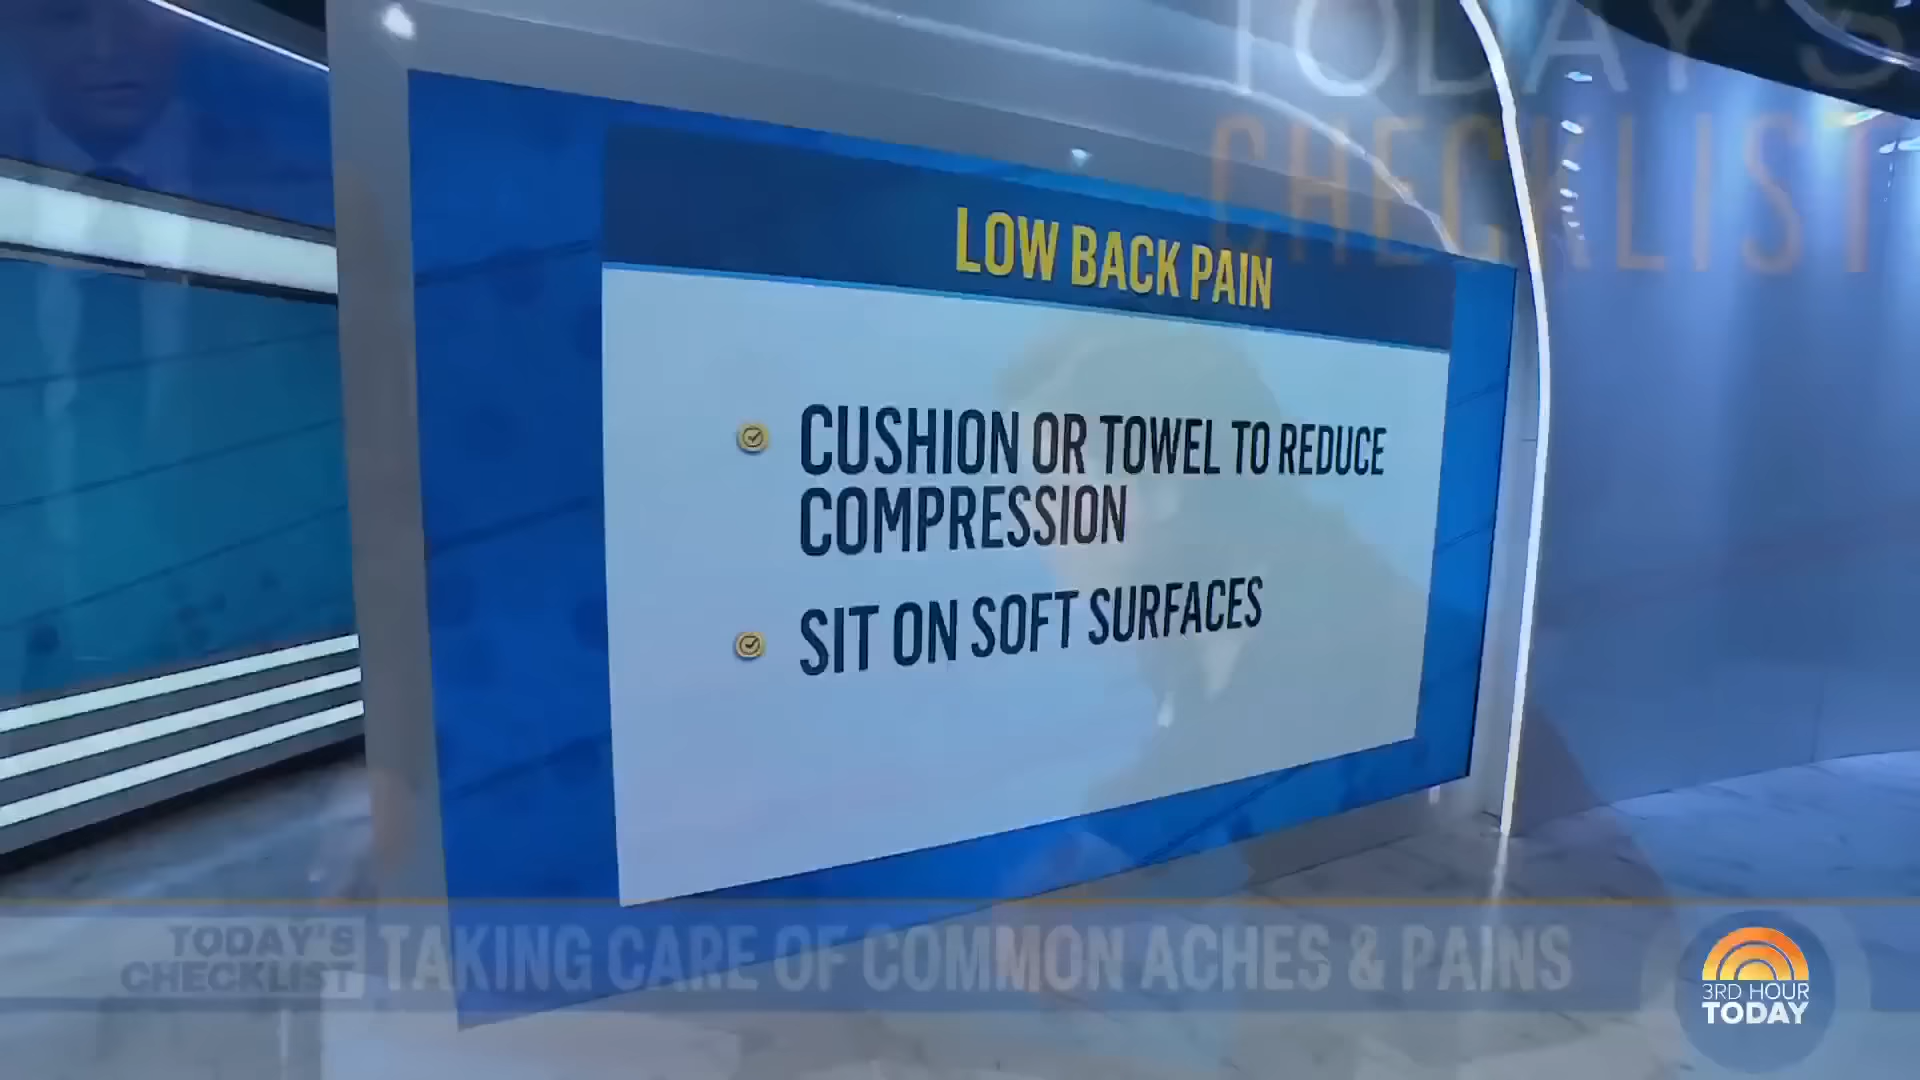 TODAY'S
CHECKLIST
LOW BACK PAIN
CUSHION OR TOWEL TO REDUCE
COMPRESSION
SIT ON SOFT SURFACES
TODAY'S
CHECKLIST
TAKING CARE OF COMMON ACHES & PAINS
3RD HOUR
TODAY